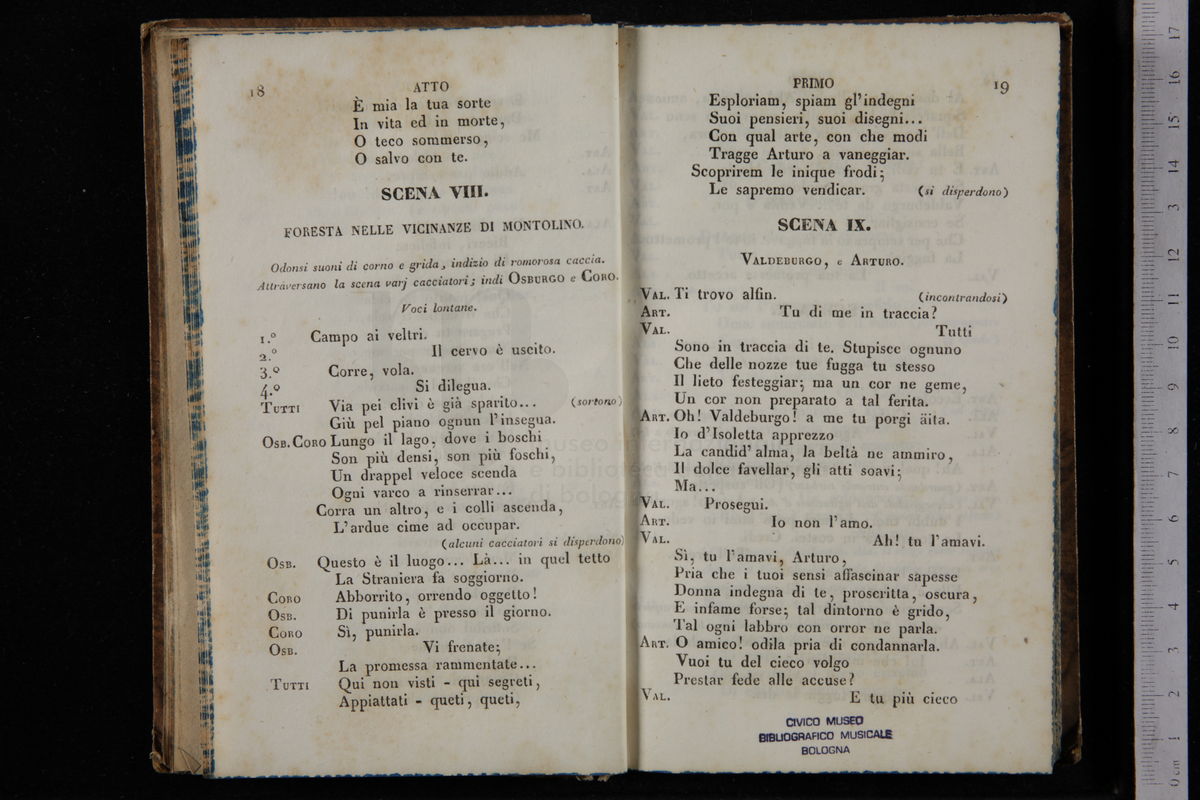 18
ATTO
È mia la tua sorte
In vita ed in morte,
O teco sommerso,
O salvo con te.
SCENA VIII.
FORESTA NELLE VICINANZE DI MONTOLINO.
Odonsi suoni di corno e grida, indizio di romorosa caccia.
Attraversano la scena varj cacciatori; indi OSBURGO e CORO.
Voci lontane.
1.º Campo ai veltri.
2.º Il cervo è uscito.
3.º Corre, vola.
4.º Si dilegua.
TUTTI Via pei clivi è già sparito... (sortono)
Giù pel piano ognun l'insegua.
OSB. CORO Lungo il lago, dove i boschi
Son più densi, son più foschi,
Un drappel veloce scenda
Ogni varco a rinserrar...
Corra un altro, e i colli ascenda,
L'ardue cime ad occupar.
(alcuni cacciatori si disperdono)
OSB. Questo è il luogo... Là... in quel tetto
La Straniera fa soggiorno.
CORO Abborrito, orrendo oggetto!
OSB. Di punirla è presso il giorno.
CORO Sì, punirla.
OSB. Vi frenate;
La promessa rammentate...
TUTTI Qui non visti - qui segreti,
Appiattati - queti, queti,
PRIMO
19
Esploriam, spiam gl'indegni
Suoi pensieri, suoi disegni...
Con qual arte, con che modi
Tragge Arturo a vaneggiar.
Scoprirem le inique frodi;
Le sapremo vendicar. (si disperdono)
SCENA IX.
VALDEBURGO, e ARTURO.
VAL. Ti trovo alfin. (incontrandosi)
ART. Tu di me in traccia?
VAL. Tutti
Sono in traccia di te. Stupisce ognuno
Che delle nozze tue fugga tu stesso
Il lieto festeggiar; ma un cor ne geme,
Un cor non preparato a tal ferita.
ART. Oh! Valdeburgo! a me tu porgi äita.
Io d'Isoletta apprezzo
La candid' alma, la beltà ne ammiro,
Il dolce favellar, gli atti soavi;
Ma...
VAL. Prosegui.
ART. Io non l'amo.
VAL. Ah! tu l'amavi.
Sì, tu l'amavi, Arturo,
Pria che i tuoi sensi affascinar sapesse
Donna indegna di te, proscritta, oscura,
E infame forse; tal dintorno è grido,
Tal ogni labbro con orror ne parla.
ART. O amico! odila pria di condannarla.
Vuoi tu del cieco volgo
Prestar fede alle accuse?
VAL. E tu più cieco
CIVICO MUSEO
BIBLIOGRAFICO MUSICALE
BOLOGNA